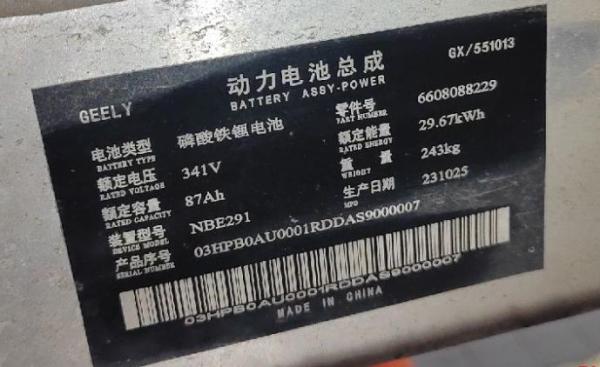 GEELY
动力电池总成
BATTERY ASSY-POWER
GX/551013
电池类型 磷酸铁锂电池
BATTERY TYPE
零件号 6608088229
PART NUMBER
额定电压 341V
RATED VOLTAGE
额定能量 29.67kWh
RATED ENERGY
额定容量 87Ah
RATED CAPACITY
重量 243kg
WEIGHT
装置型号 NBE291
DEVICE MODEL
生产日期 231025
MFD
产品序号 03HPB0AU0001RDDAS9000007
SERIAL NUMBER
03HPB0AU0001RDDAS9000007
MADE IN CHINA